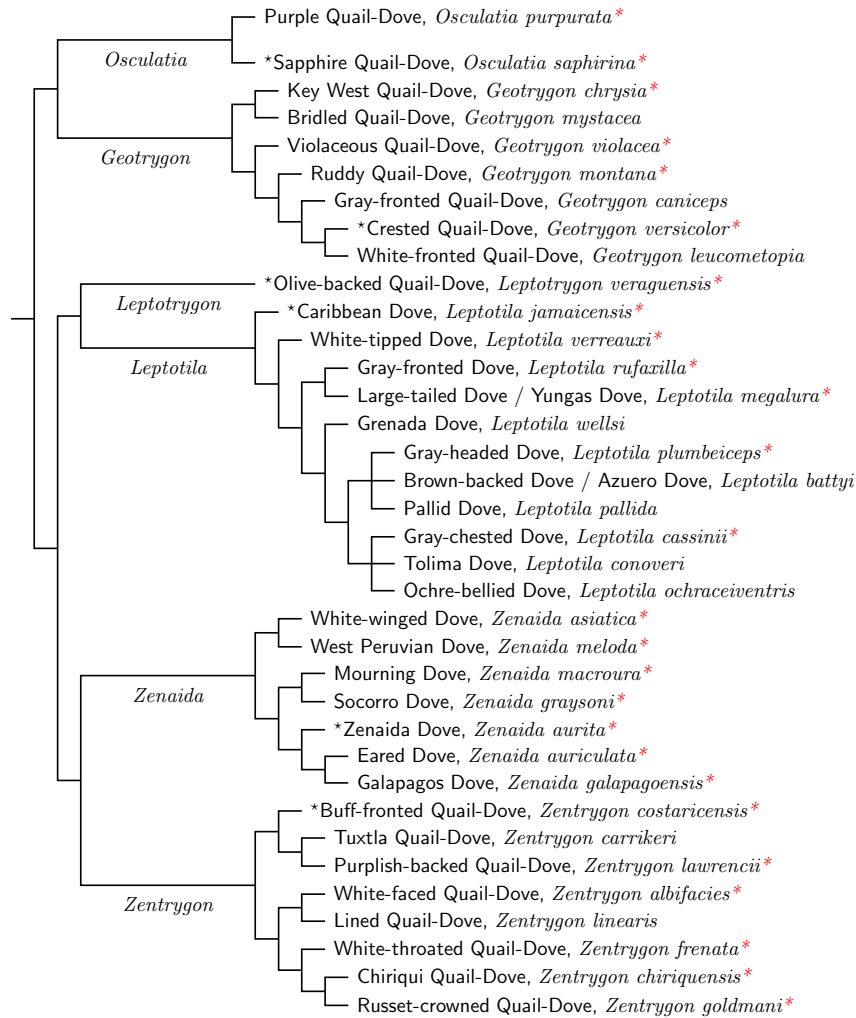 Purple Quail-Dove, Osculatia purpurata*
Osculatia
*Sapphire Quail-Dove, Osculatia saphirina*
Key West Quail-Dove, Geotrygon chrysia*
Bridled Quail-Dove, Geotrygon mystacea
Violaceous Quail-Dove, Geotrygon violacea*
Geotrygon
Ruddy Quail-Dove, Geotrygon montana*
Gray-fronted Quail-Dove, Geotrygon caniceps
*Crested Quail-Dove, Geotrygon versicolor*
White-fronted Quail-Dove, Geotrygon leucometopia
*Olive-backed Quail-Dove, Leptotrygon veraguensis*
Leptotrygon
*Caribbean Dove, Leptotila jamaicensis*
White-tipped Dove, Leptotila verreauxi*
Leptotila
Gray-fronted Dove, Leptotila rufaxilla*
Large-tailed Dove / Yungas Dove, Leptotila megalura*
Grenada Dove, Leptotila wellsi
Gray-headed Dove, Leptotila plumbeiceps*
Brown-backed Dove / Azuero Dove, Leptotila battyi
Pallid Dove, Leptotila pallida
Gray-chested Dove, Leptotila cassinii*
Tolima Dove, Leptotila conoveri
Ochre-bellied Dove, Leptotila ochraceiventris
White-winged Dove, Zenaida asiatica*
West Peruvian Dove, Zenaida meloda*
Mourning Dove, Zenaida macroura*
Zenaida
Socorro Dove, Zenaida graysoni*
*Zenaida Dove, Zenaida aurita*
Eared Dove, Zenaida auriculata*
Galapagos Dove, Zenaida galapagoensis*
*Buff-fronted Quail-Dove, Zentrygon costaricensis*
Tuxtla Quail-Dove, Zentrygon carrikeri
Purplish-backed Quail-Dove, Zentrygon lawrencii*
White-faced Quail-Dove, Zentrygon albifacies*
Zentrygon
Lined Quail-Dove, Zentrygon linearis
White-throated Quail-Dove, Zentrygon frenata*
Chiriqui Quail-Dove, Zentrygon chiriquensis*
Russet-crowned Quail-Dove, Zentrygon goldmani*